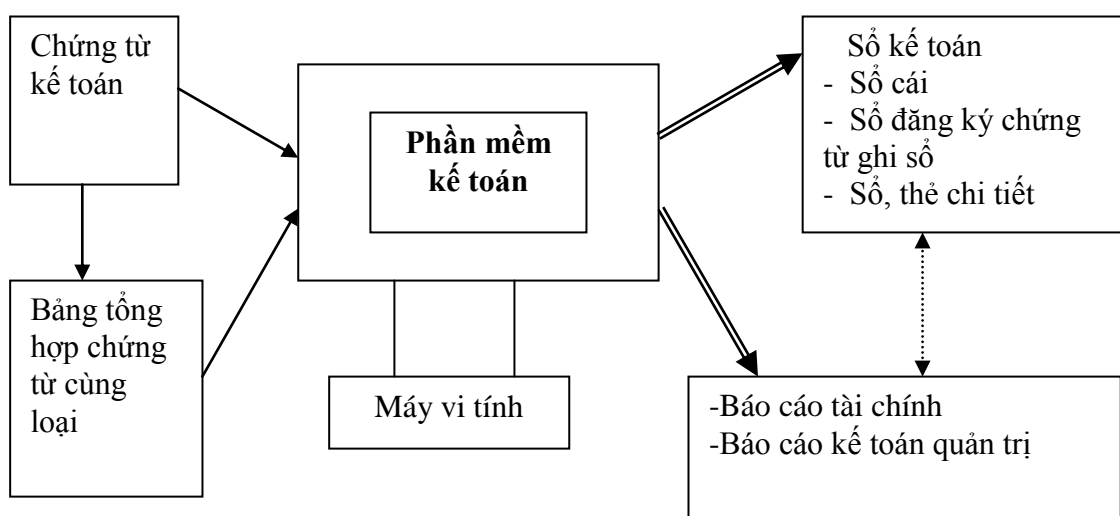 Chứng từ
kế toán
Bảng tổng
hợp chứng
từ cùng
loại
Phần mềm
kế toán
Máy vi tính
Sổ kế toán
- Sổ cái
- Sổ đăng ký chứng
từ ghi sổ
- Sổ, thẻ chi tiết
-Báo cáo tài chính
-Báo cáo kế toán quản trị